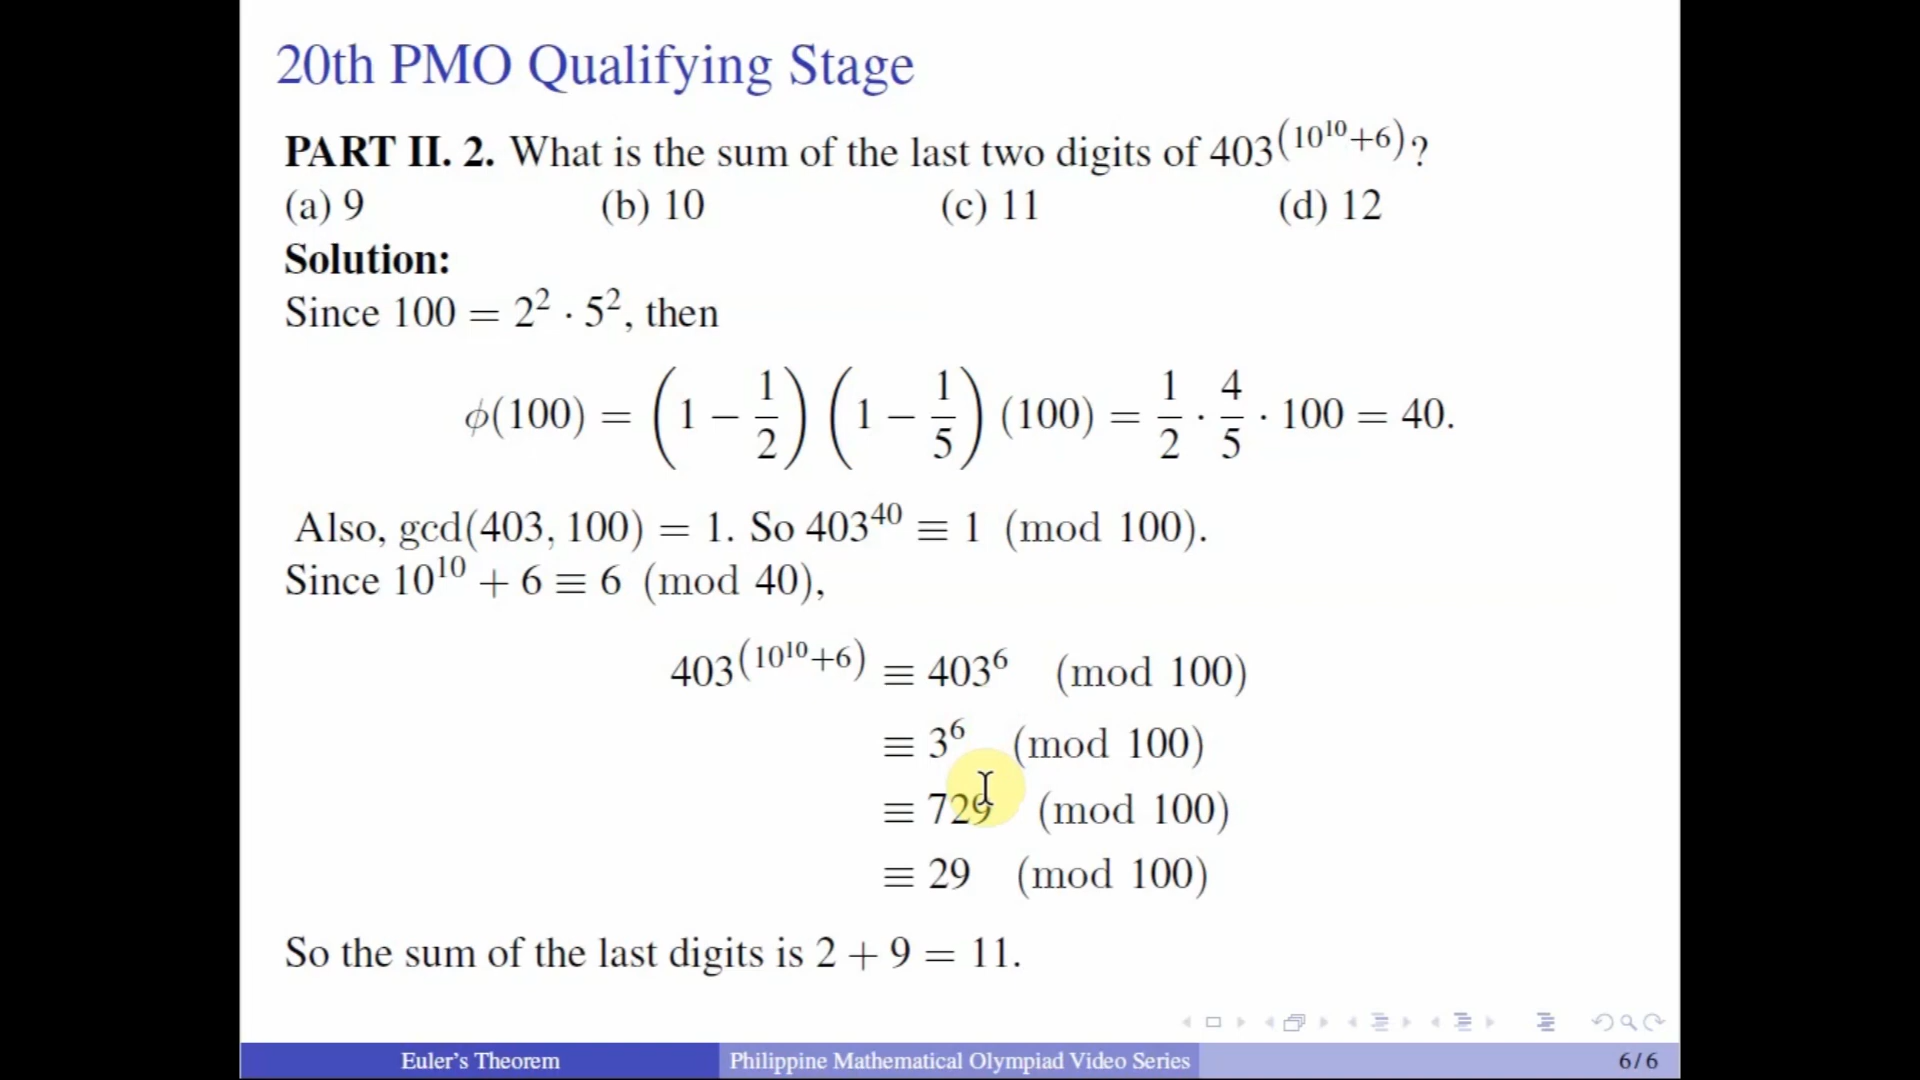 20th PMO Qualifying Stage
PART II. 2. What is the sum of the last two digits of 403^(10^10+6)?
(a) 9 (b) 10 (c) 11 (d) 12
Solution:
Since 100 = 2^2 · 5^2, then
ϕ(100) = (1 − 1/2) (1 − 1/5) (100) = 1/2 · 4/5 · 100 = 40.
Also, gcd(403, 100) = 1. So 403^40 ≡ 1 (mod 100).
Since 10^10 + 6 ≡ 6 (mod 40),
403^(10^10+6) ≡ 403^6 (mod 100)
≡ 3^6 (mod 100)
≡ 729 (mod 100)
≡ 29 (mod 100)
So the sum of the last digits is 2 + 9 = 11.
Euler's Theorem Philippine Mathematical Olympiad Video Series 6/6